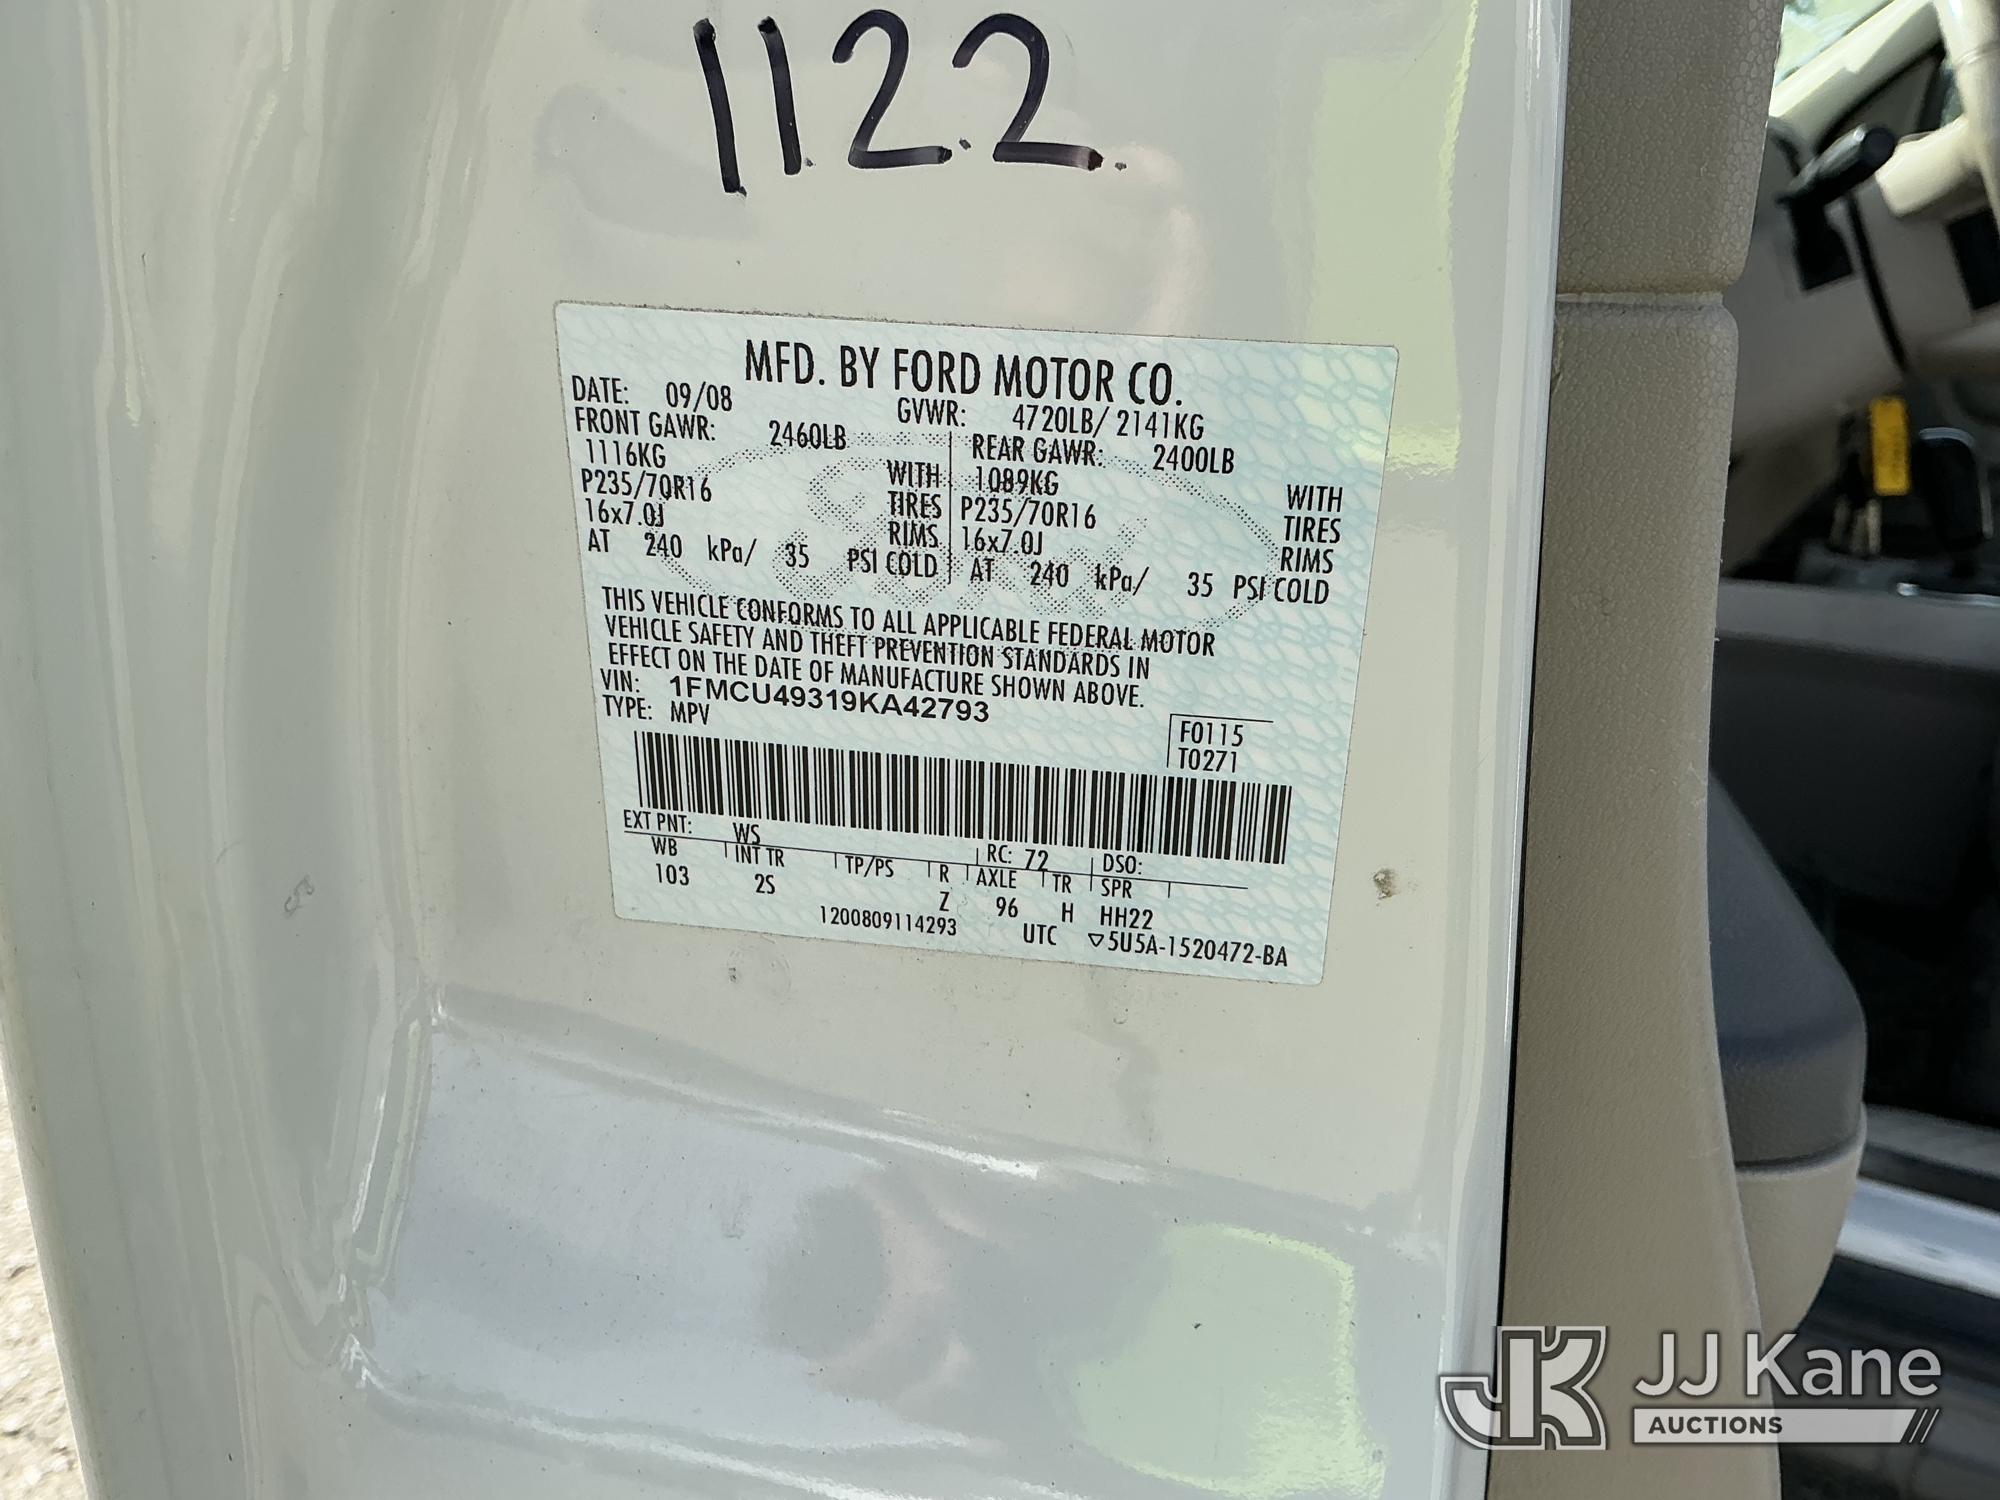 1122
MFD. BY FORD MOTOR CO.
DATE: 09/08 GVWR: 4720LB/ 2141KG
FRONT GAWR: 2460LB REAR GAWR: 2400LB
1116KG WITH 1089KG WITH
P235/70R16 TIRES P235/70R16 TIRES
16x7.0J RIMS 16x7.0J RIMS
AT 240 kPa/ 35 PSI COLD AT 240 kPa/ 35 PSI COLD
THIS VEHICLE CONFORMS TO ALL APPLICABLE FEDERAL MOTOR
VEHICLE SAFETY AND THEFT PREVENTION STANDARDS IN
EFFECT ON THE DATE OF MANUFACTURE SHOWN ABOVE.
VIN: 1FMCU49319KA42793
TYPE: MPV
F0115
T0271
EXT PNT: WS RC: 72 DSO:
WB INT TR TP/PS R AXLE TR SPR
103 2S Z 96 H HH22
1200809114293 UTC ▽5U5A-1520472-BA
JK JJ Kane
AUCTIONS